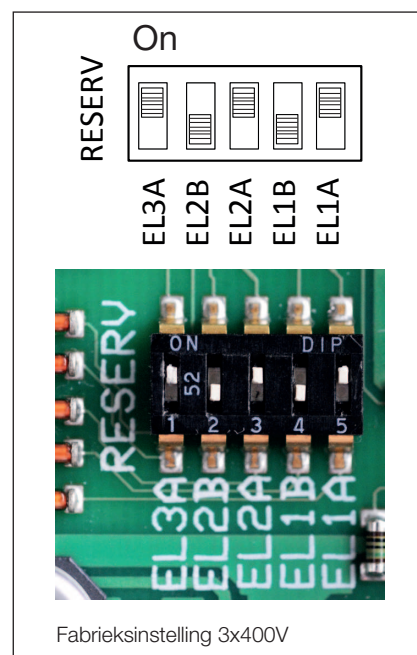 On
RESERV
EL3A
EL2B
EL2A
EL1B
EL1A
ON DIP
52
1 2 3 4 5
RESERV
EL3A
EL2B
EL2A
EL1B
EL1A
Fabrieksinstelling 3x400V